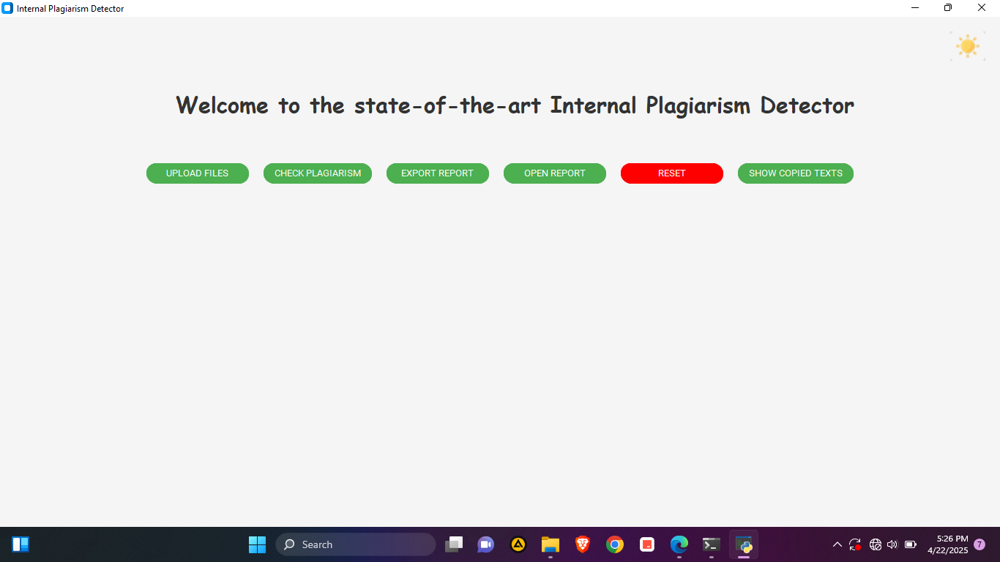 Internal Plagiarism Detector
Welcome to the state-of-the-art Internal Plagiarism Detector
UPLOAD FILES CHECK PLAGIARISM EXPORT REPORT OPEN REPORT RESET SHOW COPIED TEXTS
Search
5:26 PM
4/22/2025
7